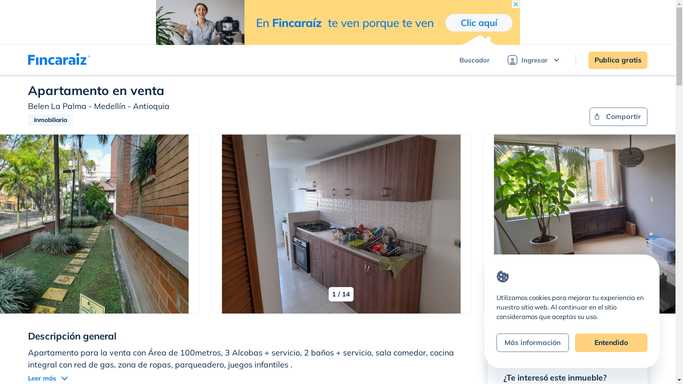 En Fincaraíz te ven porque te ven
Clic aquí
Fincaraiz
Buscador
Ingresar
Publica gratis
Apartamento en venta
Belen La Palma - Medellín - Antioquia
Inmobiliaria
Compartir
1 / 14
Utilizamos cookies para mejorar tu experiencia en
nuestro sitio web. Al continuar en el sitio
consideramos que aceptas su uso.
Más información
Entendido
Descripción general
Apartamento para la venta con Área de 100metros, 3 Alcobas + servicio, 2 baños + servicio, sala comedor, cocina
integral con red de gas, zona de ropas, parqueadero, juegos infantiles .
Leer más
¿Te interesó este inmueble?